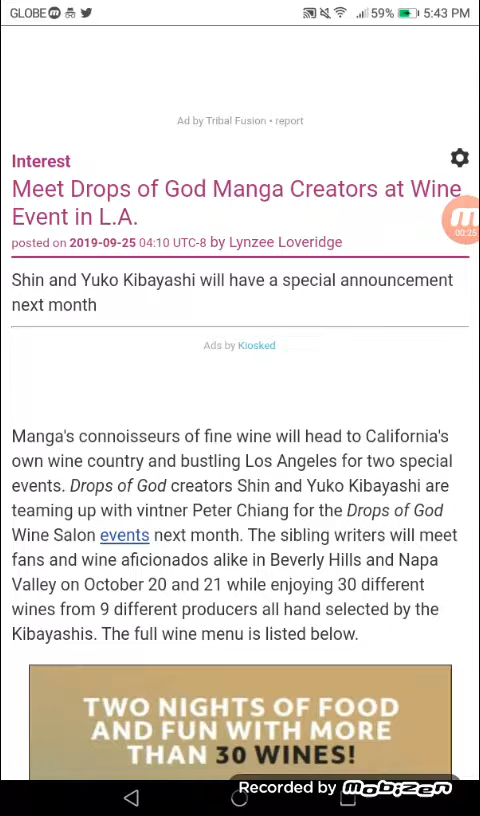 GLOBE 59% 5:43 PM
Ad by Tribal Fusion • report
Interest
Meet Drops of God Manga Creators at Wine
Event in L.A.
posted on 2019-09-25 04:10 UTC-8 by Lynzee Loveridge
00:25
Shin and Yuko Kibayashi will have a special announcement
next month
Ads by Kiosked
Manga's connoisseurs of fine wine will head to California's
own wine country and bustling Los Angeles for two special
events. Drops of God creators Shin and Yuko Kibayashi are
teaming up with vintner Peter Chiang for the Drops of God
Wine Salon events next month. The sibling writers will meet
fans and wine aficionados alike in Beverly Hills and Napa
Valley on October 20 and 21 while enjoying 30 different
wines from 9 different producers all hand selected by the
Kibayashis. The full wine menu is listed below.
TWO NIGHTS OF FOOD
AND FUN WITH MORE
THAN 30 WINES!
Recorded by Mobizen